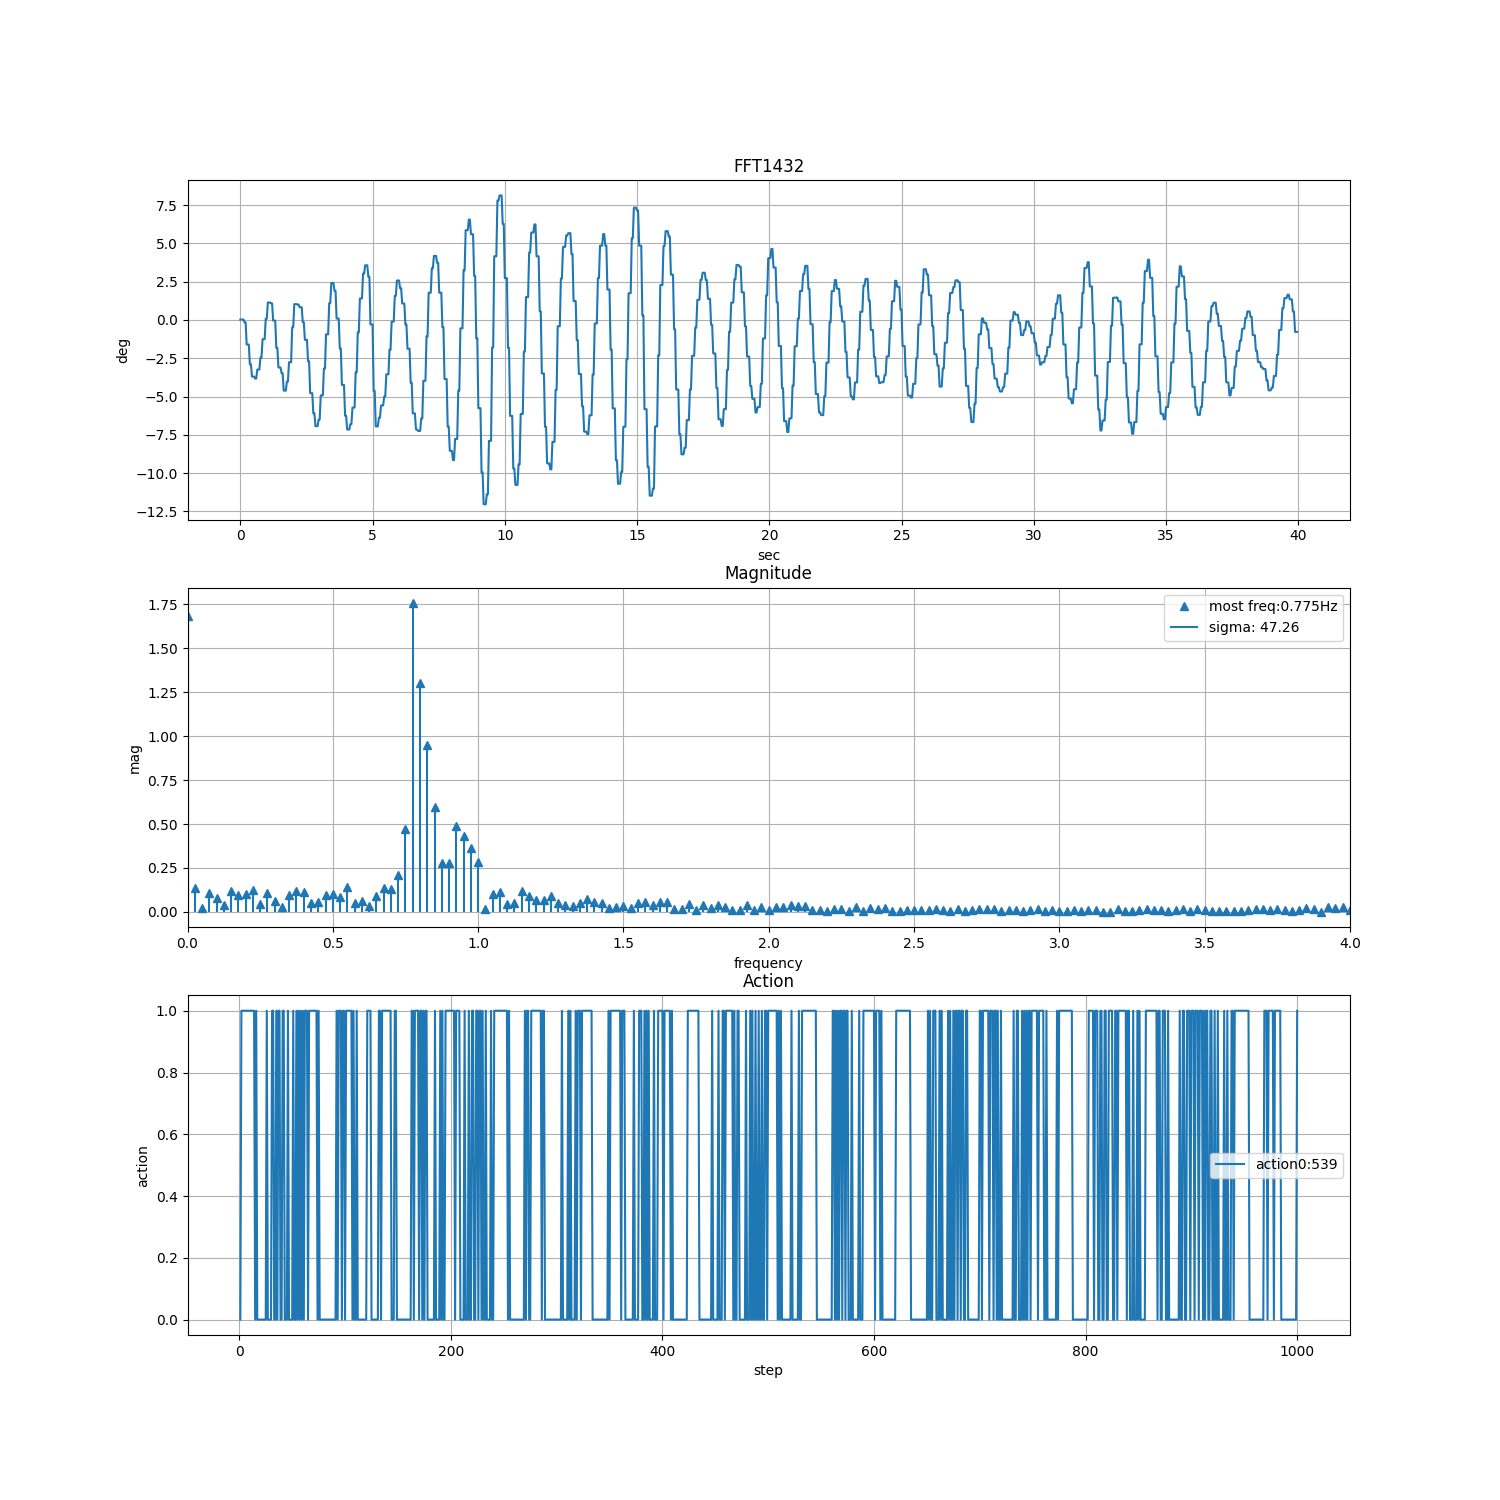 FFT1432
7.5
5.0
2.5
0.0
−2.5
−5.0
−7.5
−10.0
−12.5
deg
0 5 10 15 20 25 30 35 40
sec
Magnitude
1.75
1.50
1.25
1.00
0.75
0.50
0.25
0.00
mag
most freq:0.775Hz
sigma: 47.26
0.0 0.5 1.0 1.5 2.0 2.5 3.0 3.5 4.0
frequency
Action
1.0
0.8
0.6
0.4
0.2
0.0
action
action0:539
0 200 400 600 800 1000
step